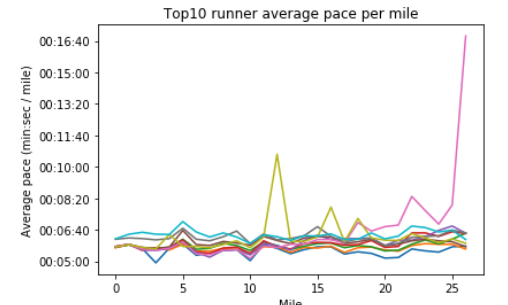 Top10 runner average pace per mile
Average pace (min:sec / mile)
00:16:40
00:15:00
00:13:20
00:11:40
00:10:00
00:08:20
00:06:40
00:05:00
0 5 10 15 20 25
Mile